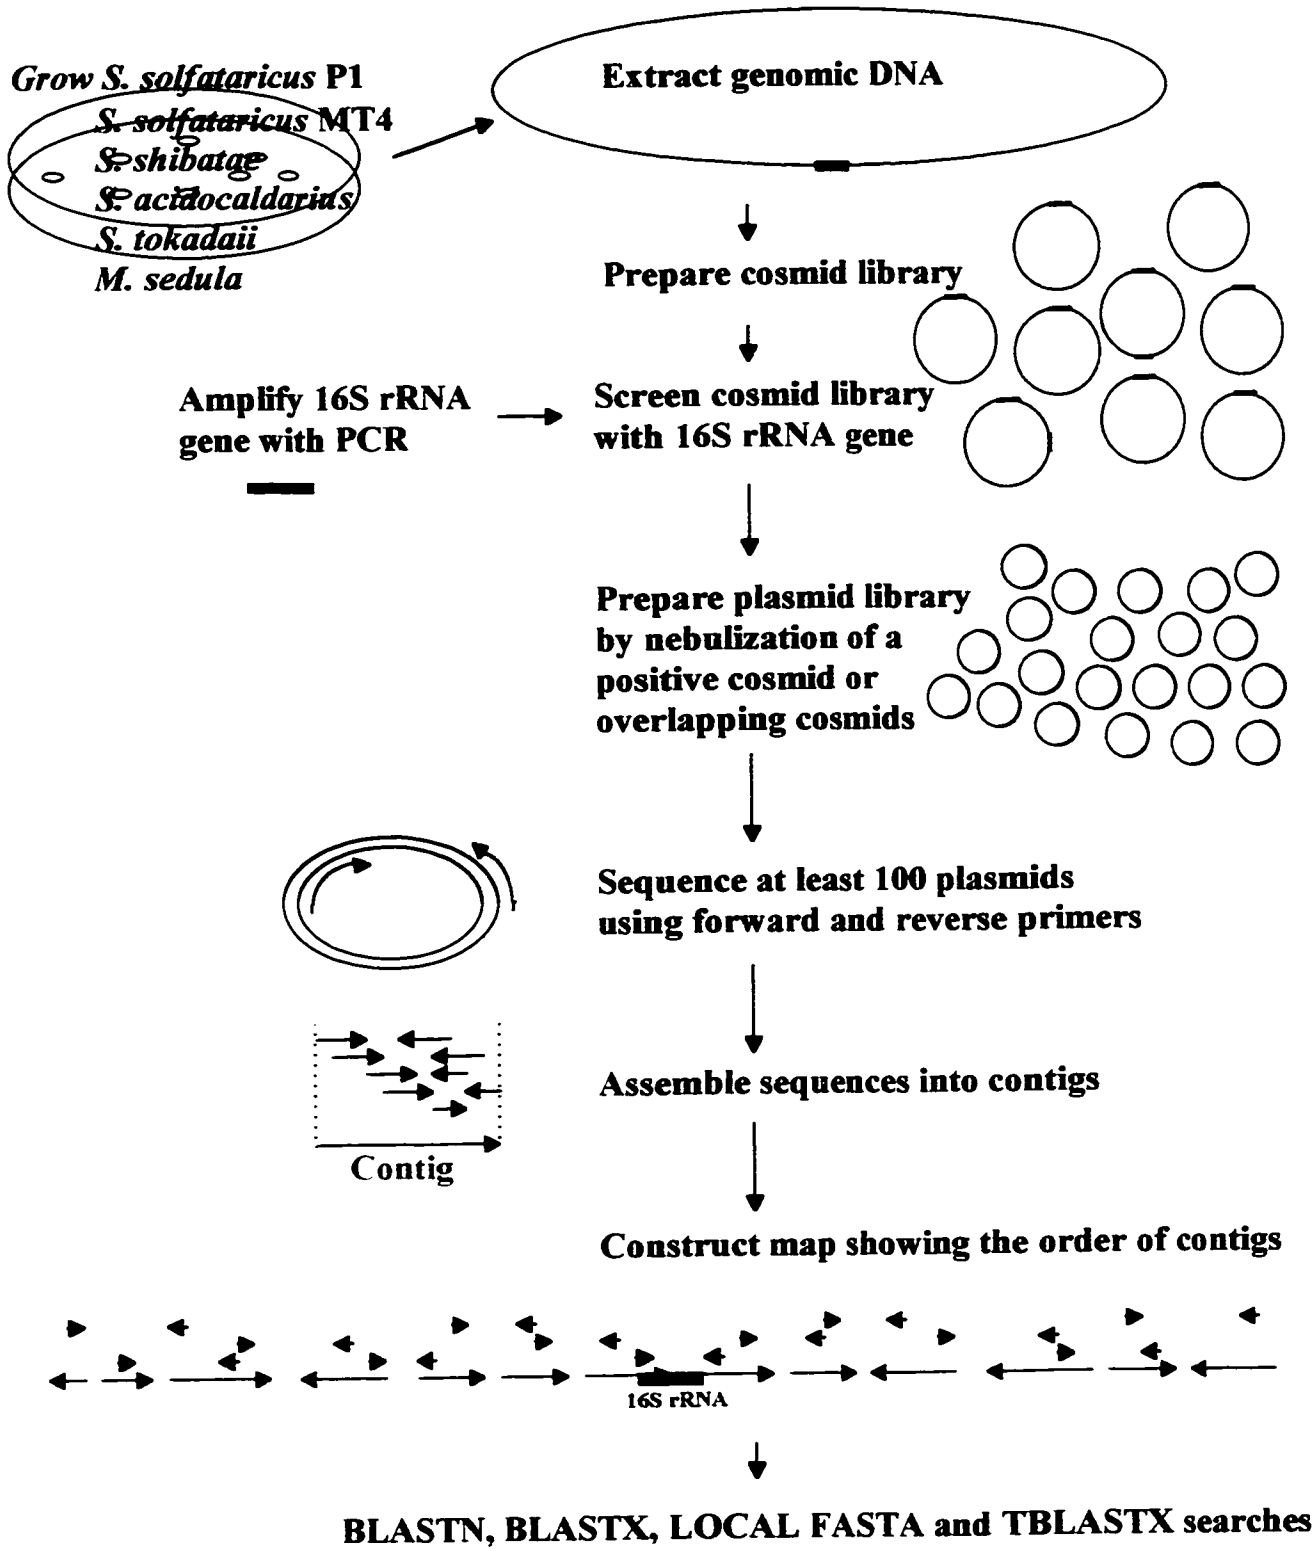 Grow S. solfataricus P1
S. solfataricus MT4
S. shibatae
S. acidocaldarius
S. tokadaii
M. sedula
Extract genomic DNA
Prepare cosmid library
Amplify 16S rRNA
gene with PCR
Screen cosmid library
with 16S rRNA gene
Prepare plasmid library
by nebulization of a
positive cosmid or
overlapping cosmids
Sequence at least 100 plasmids
using forward and reverse primers
Assemble sequences into contigs
Contig
Construct map showing the order of contigs
16S rRNA
BLASTN, BLASTX, LOCAL FASTA and TBLASTX searches